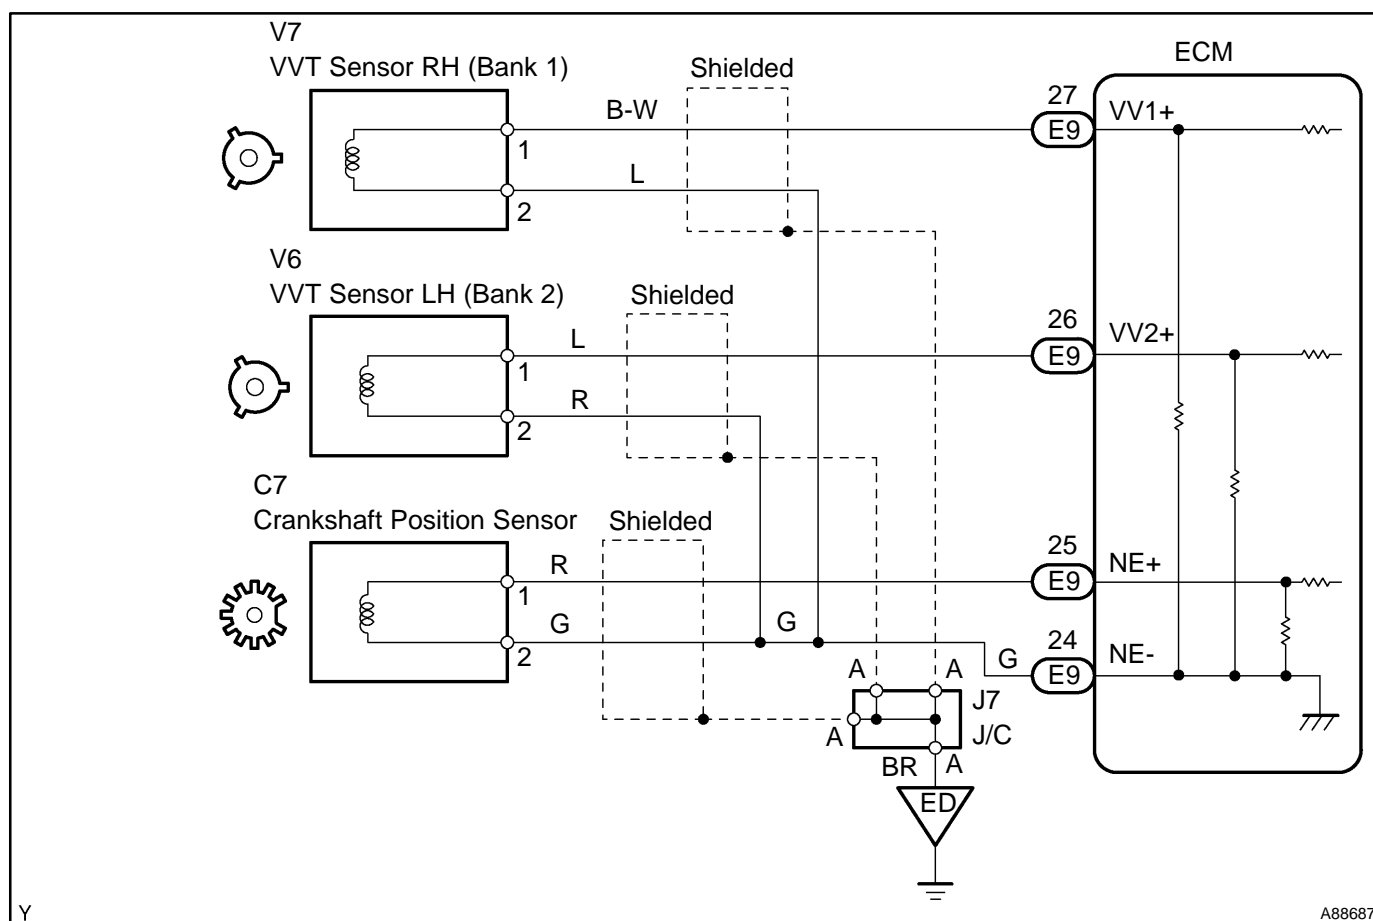 V7
VVT Sensor RH (Bank 1)
Shielded
ECM
B-W
27
VV1+
E9
1
L
2
V6
VVT Sensor LH (Bank 2)
Shielded
26
VV2+
L
E9
1
R
2
C7
Crankshaft Position Sensor
Shielded
25
NE+
R
E9
1
G
G
24
NE-
2
G
E9
A
A
J7
A
J/C
BR
A
ED
Y
A88687